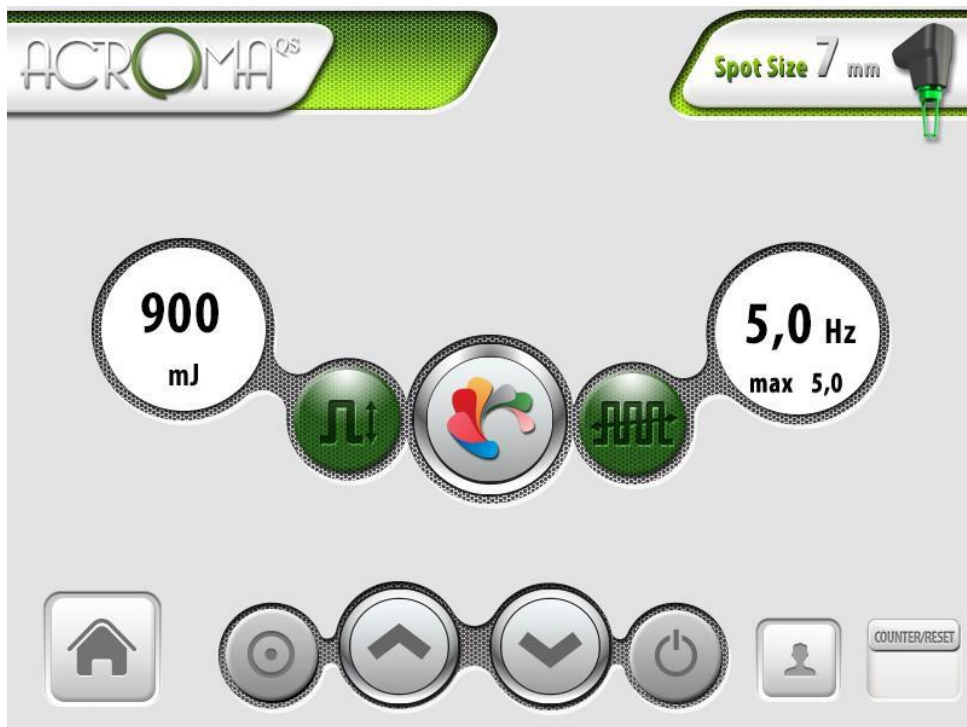 ACROMA QS
Spot Size 7 mm
900
mJ
5,0 Hz
max 5,0
COUNTER/RESET